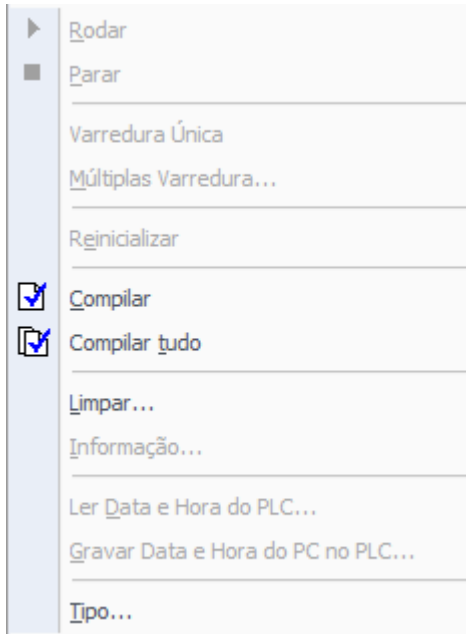 Rodar
Parar
Varredura Única
Múltiplas Varredura...
Reinicializar
Compilar
Compilar tudo
Limpar...
Informação...
Ler Data e Hora do PLC...
Gravar Data e Hora do PC no PLC...
Tipo...